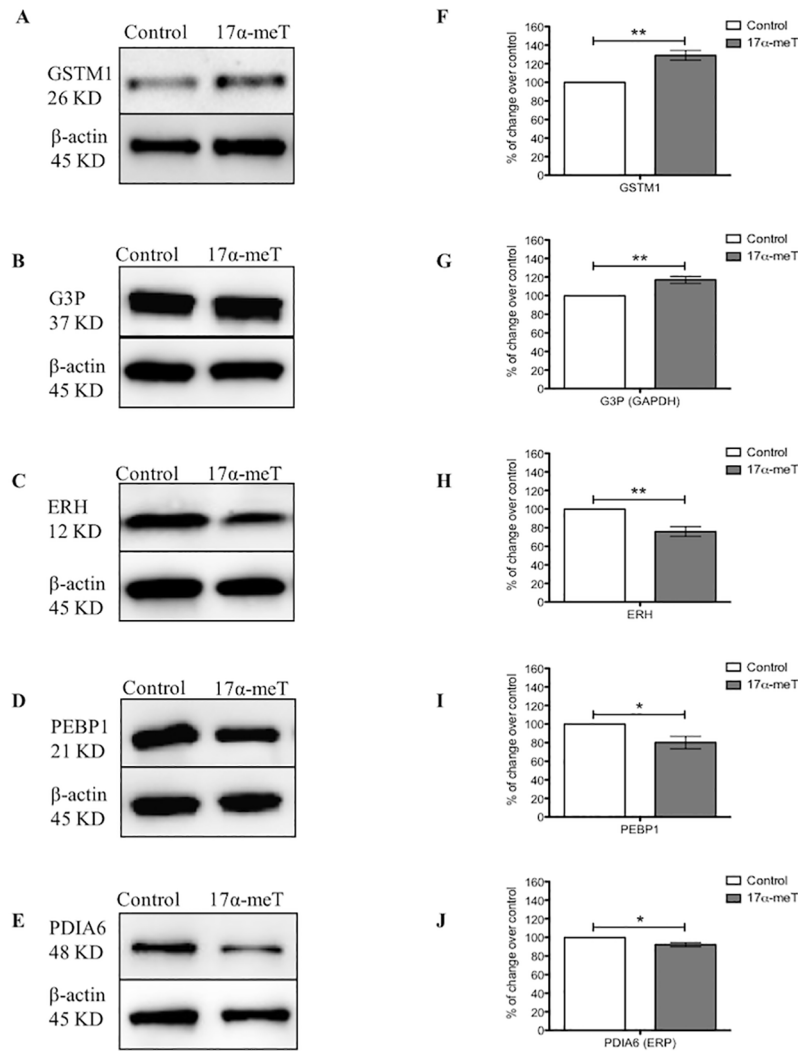 A
Control 17α-meT
GSTM1
26 KD
β-actin
45 KD
F
Control
17α-meT
% of change over control
160
140
120
100
80
60
40
20
0
**
GSTM1
B
Control 17α-meT
G3P
37 KD
β-actin
45 KD
G
Control
17α-meT
% of change over control
160
140
120
100
80
60
40
20
0
**
G3P (GAPDH)
C
Control 17α-meT
ERH
12 KD
β-actin
45 KD
H
Control
17α-meT
% of change over control
160
140
120
100
80
60
40
20
0
**
ERH
D
Control 17α-meT
PEBP1
21 KD
β-actin
45 KD
I
Control
17α-meT
% of change over control
160
140
120
100
80
60
40
20
0
*
PEBP1
E
Control 17α-meT
PDIA6
48 KD
β-actin
45 KD
J
Control
17α-meT
% of change over control
160
140
120
100
80
60
40
20
0
*
PDIA6 (ERP)